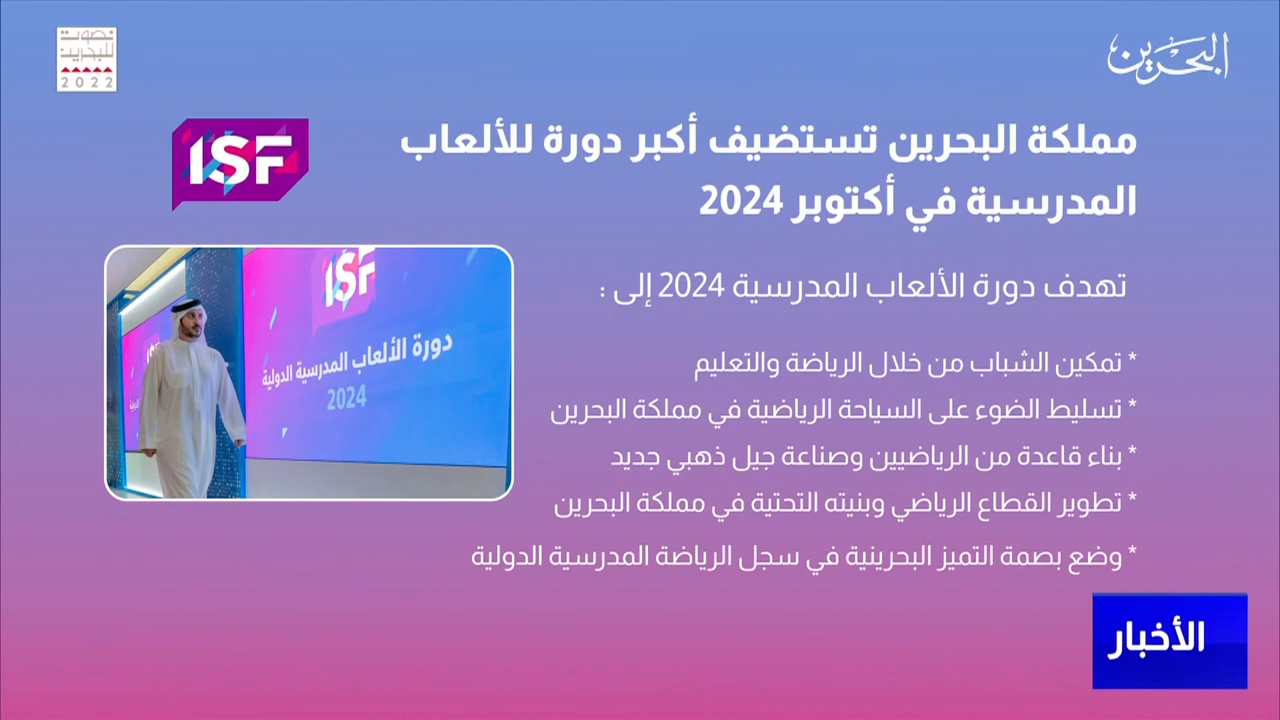 نصوت
للبحرين
2022
البحرين
ISF
مملكة البحرين تستضيف أكبر دورة للألعاب
المدرسية في أكتوبر 2024
تهدف دورة الألعاب المدرسية 2024 إلى :
* تمكين الشباب من خلال الرياضة والتعليم
* تسليط الضوء على السياحة الرياضية في مملكة البحرين
* بناء قاعدة من الرياضيين وصناعة جيل ذهبي جديد
* تطوير القطاع الرياضي وبنيته التحتية في مملكة البحرين
* وضع بصمة التميز البحرينية في سجل الرياضة المدرسية الدولية
ISF
دورة الألعاب المدرسية الدولية
2024
الأخبار